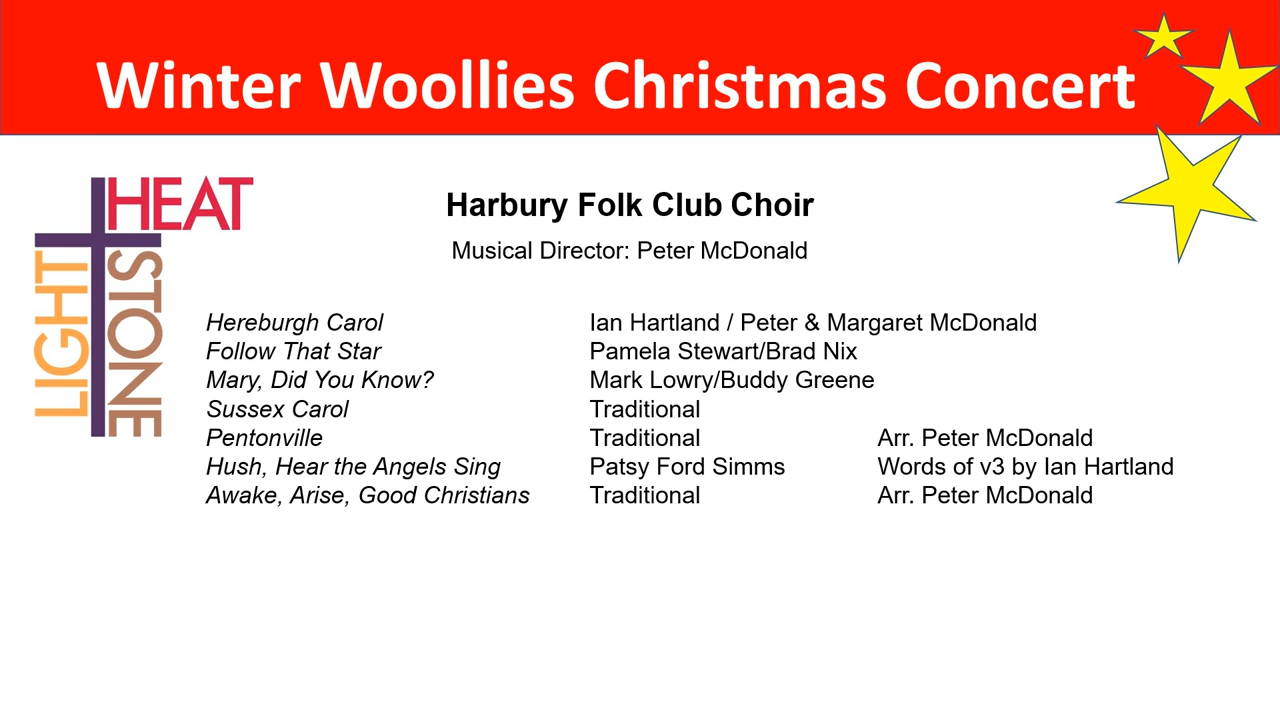 Winter Woollies Christmas Concert
HEAT
LIGHT
STONE
Harbury Folk Club Choir
Musical Director: Peter McDonald
Hereburgh Carol Ian Hartland / Peter & Margaret McDonald
Follow That Star Pamela Stewart/Brad Nix
Mary, Did You Know? Mark Lowry/Buddy Greene
Sussex Carol Traditional
Pentonville Traditional Arr. Peter McDonald
Hush, Hear the Angels Sing Patsy Ford Simms Words of v3 by Ian Hartland
Awake, Arise, Good Christians Traditional Arr. Peter McDonald